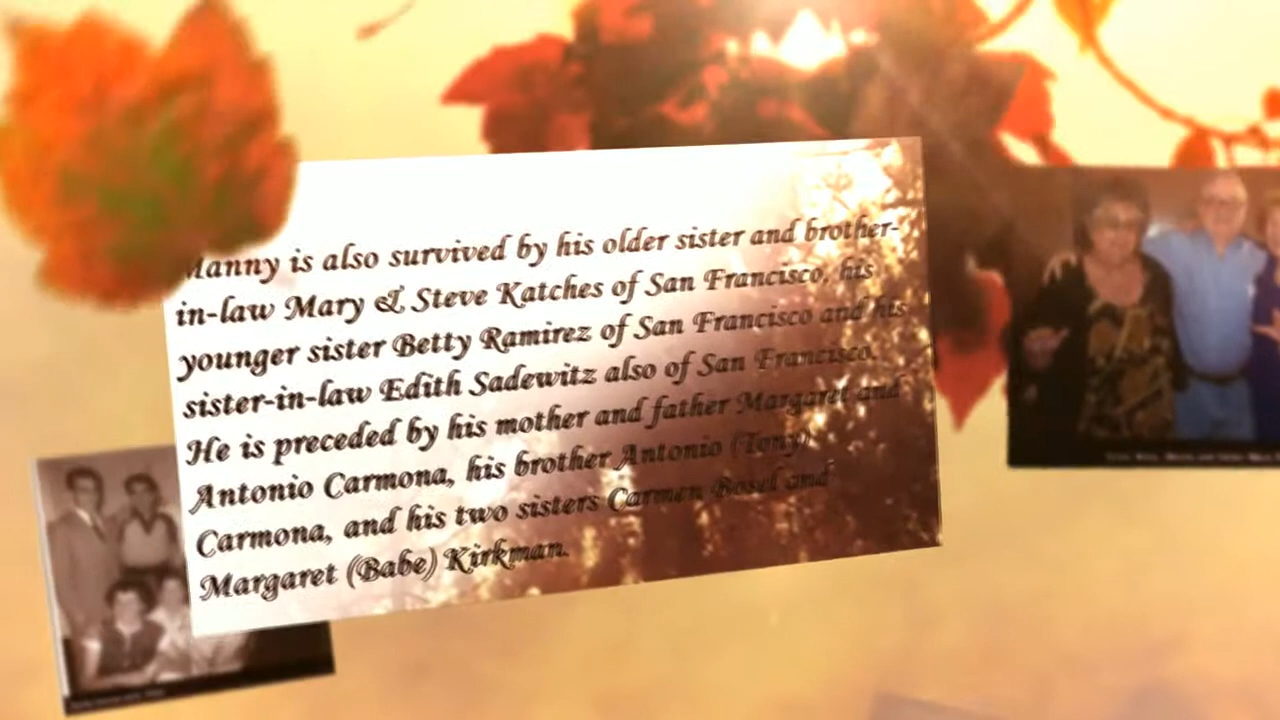 Manny is also survived by his older sister and brother-
in-law Mary & Steve Katches of San Francisco, his
younger sister Betty Ramirez of San Francisco and his
sister-in-law Edith Sadewitz also of San Francisco.
He is preceded by his mother and father Margaret and
Antonio Carmona, his brother Antonio (Tony)
Carmona, and his two sisters Carmen Bosel and
Margaret (Babe) Kirkman.